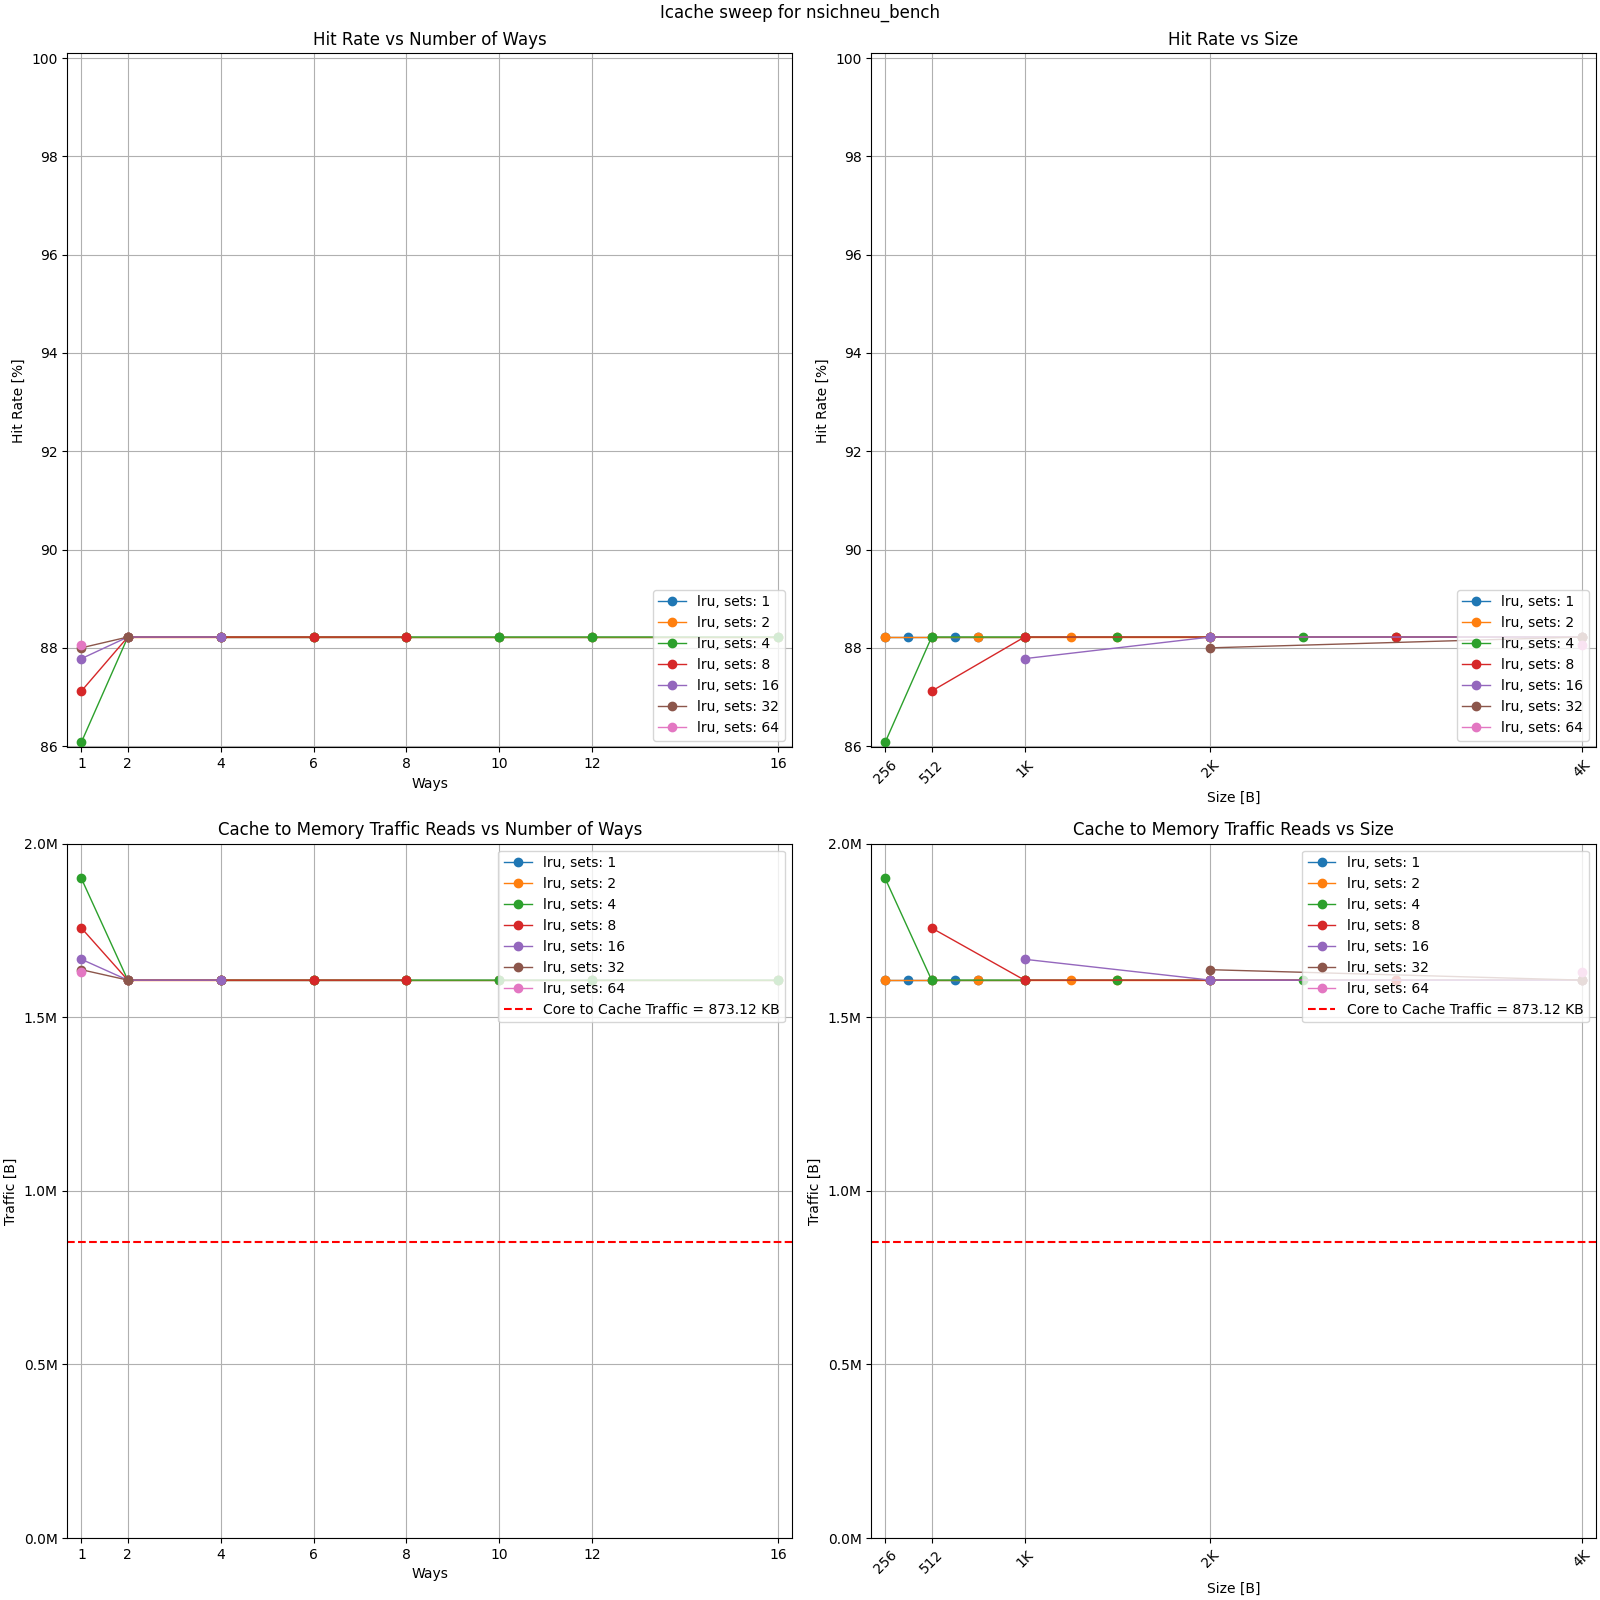 Icache sweep for nsichneu_bench
Hit Rate vs Number of Ways
100
98
96
94
92
90
88
86
Hit Rate [%]
1 2 4 6 8 10 12 16
Ways
lru, sets: 1
lru, sets: 2
lru, sets: 4
lru, sets: 8
lru, sets: 16
lru, sets: 32
lru, sets: 64
Hit Rate vs Size
100
98
96
94
92
90
88
86
Hit Rate [%]
256 512 1K 2K 4K
Size [B]
lru, sets: 1
lru, sets: 2
lru, sets: 4
lru, sets: 8
lru, sets: 16
lru, sets: 32
lru, sets: 64
Cache to Memory Traffic Reads vs Number of Ways
2.0M
1.5M
1.0M
0.5M
0.0M
Traffic [B]
1 2 4 6 8 10 12 16
Ways
lru, sets: 1
lru, sets: 2
lru, sets: 4
lru, sets: 8
lru, sets: 16
lru, sets: 32
lru, sets: 64
Core to Cache Traffic = 873.12 KB
Cache to Memory Traffic Reads vs Size
2.0M
1.5M
1.0M
0.5M
0.0M
Traffic [B]
256 512 1K 2K 4K
Size [B]
lru, sets: 1
lru, sets: 2
lru, sets: 4
lru, sets: 8
lru, sets: 16
lru, sets: 32
lru, sets: 64
Core to Cache Traffic = 873.12 KB